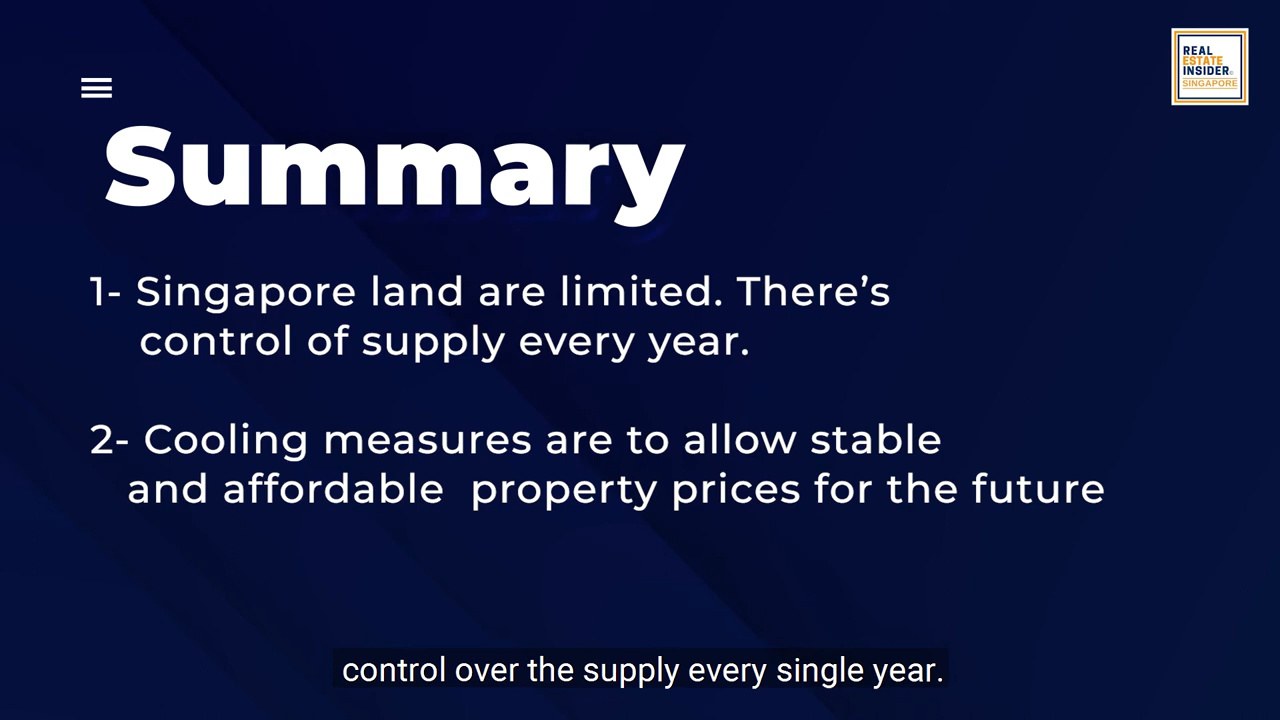 REAL
ESTATE
INSIDER
SINGAPORE
Summary
1- Singapore land are limited. There’s
control of supply every year.
2- Cooling measures are to allow stable
and affordable  property prices for the future
control over the supply every single year.